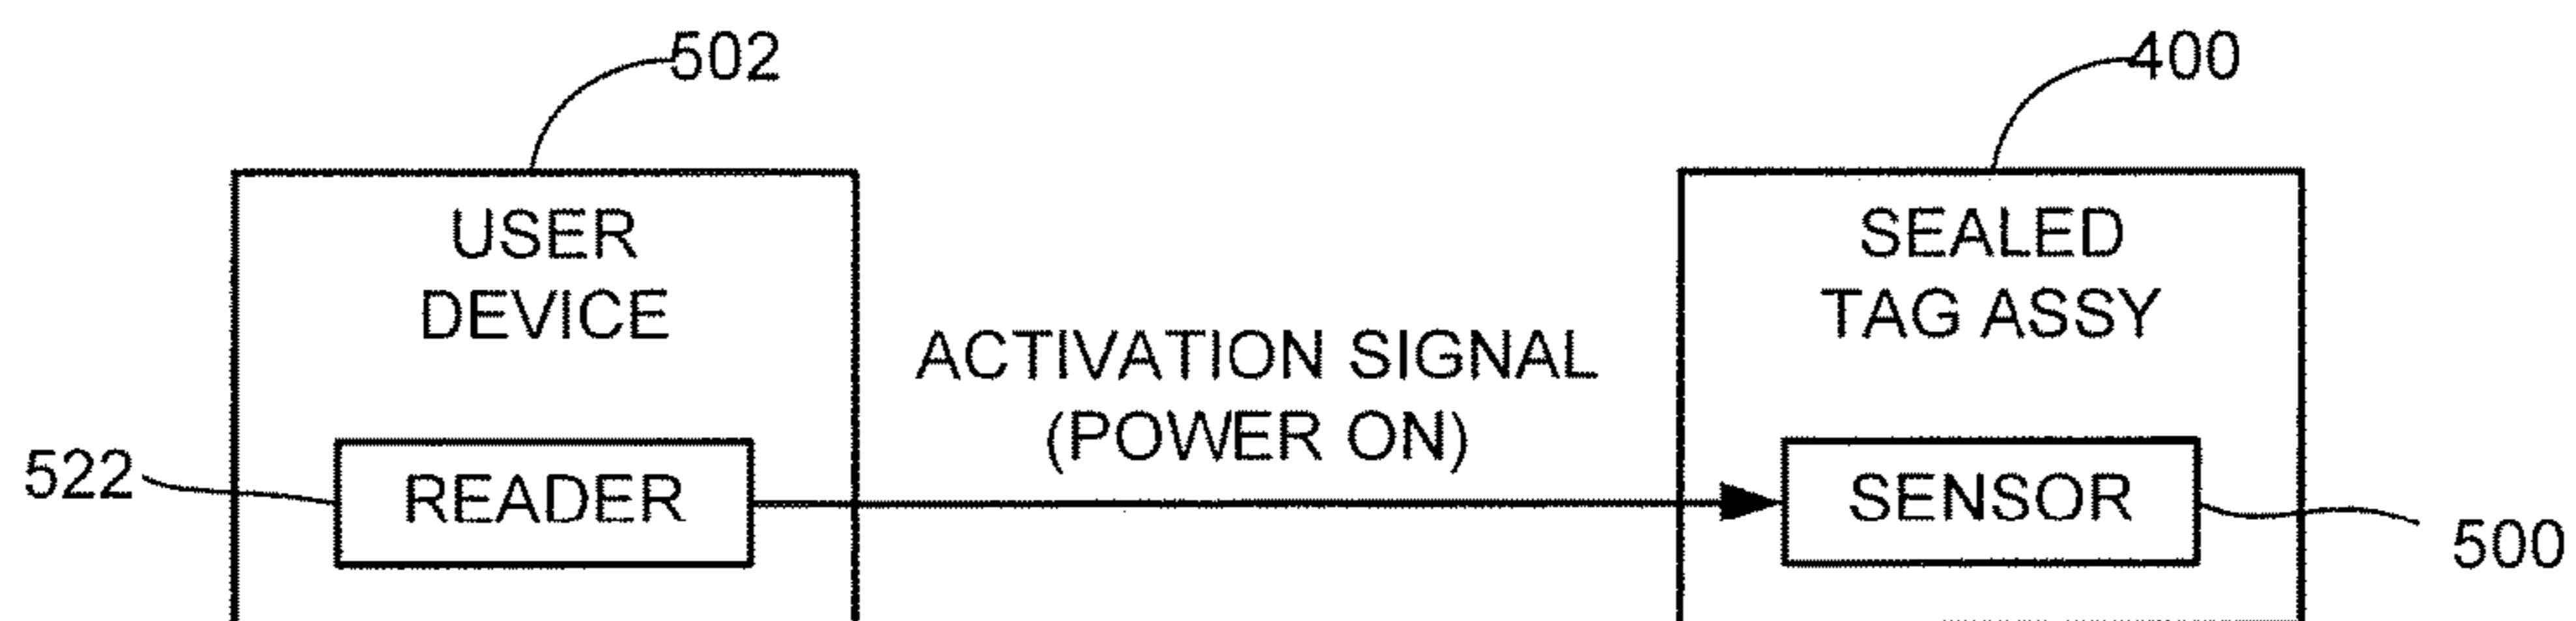 502
400
USER
DEVICE
SEALED
TAG ASSY
ACTIVATION SIGNAL
(POWER ON)
522
READER
SENSOR
500